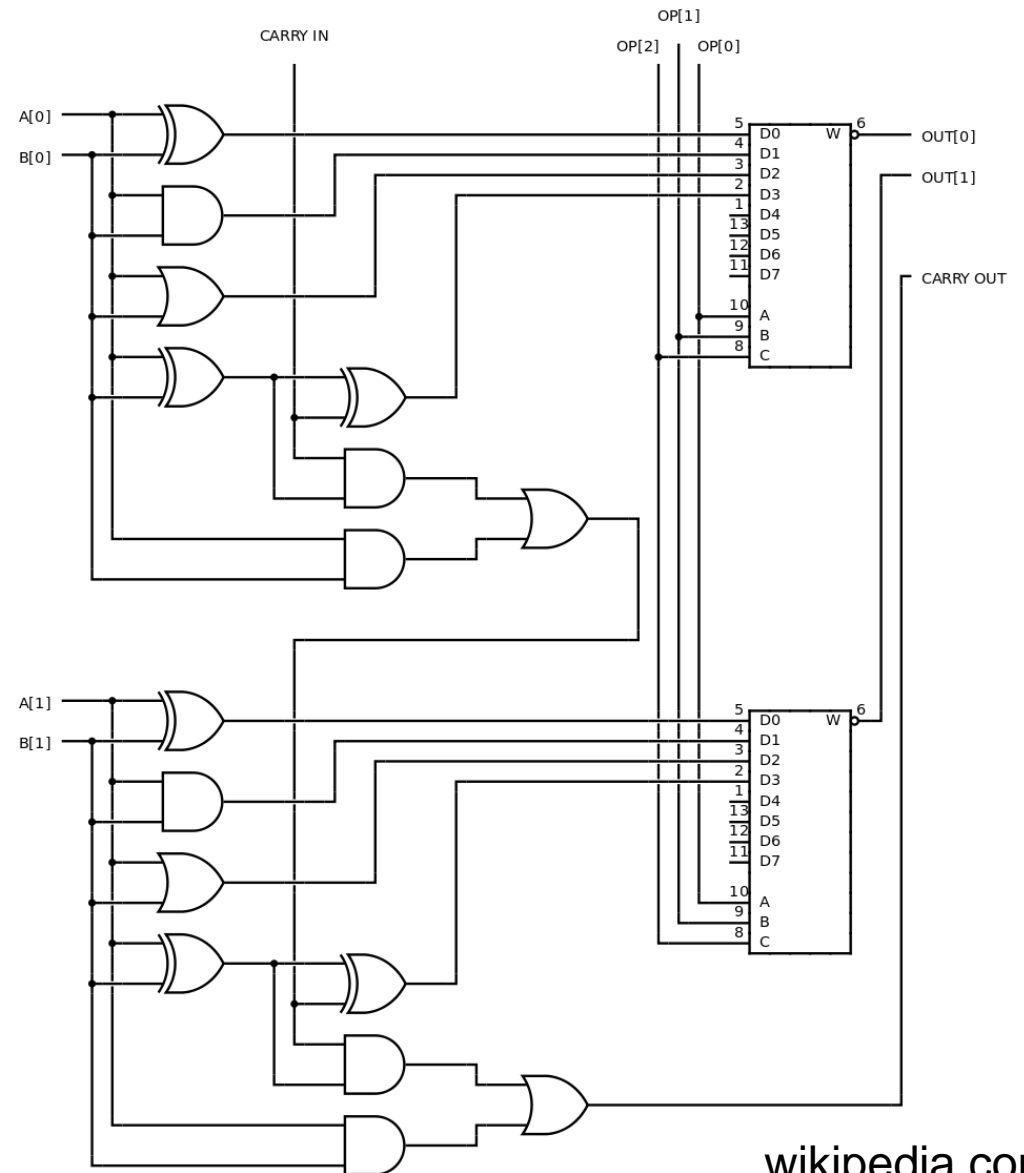 OP[1]
CARRY IN
OP[2] OP[0]
A[0]
B[0]
5 D0 W 6
OUT[0]
4 D1
3 D2
OUT[1]
2 D3
1 D4
13 D5
12 D6
11 D7
CARRY OUT
10 A
9 B
8 C
A[1]
B[1]
5 D0 W 6
4 D1
3 D2
2 D3
1 D4
13 D5
12 D6
11 D7
10 A
9 B
8 C
wikipedia.co